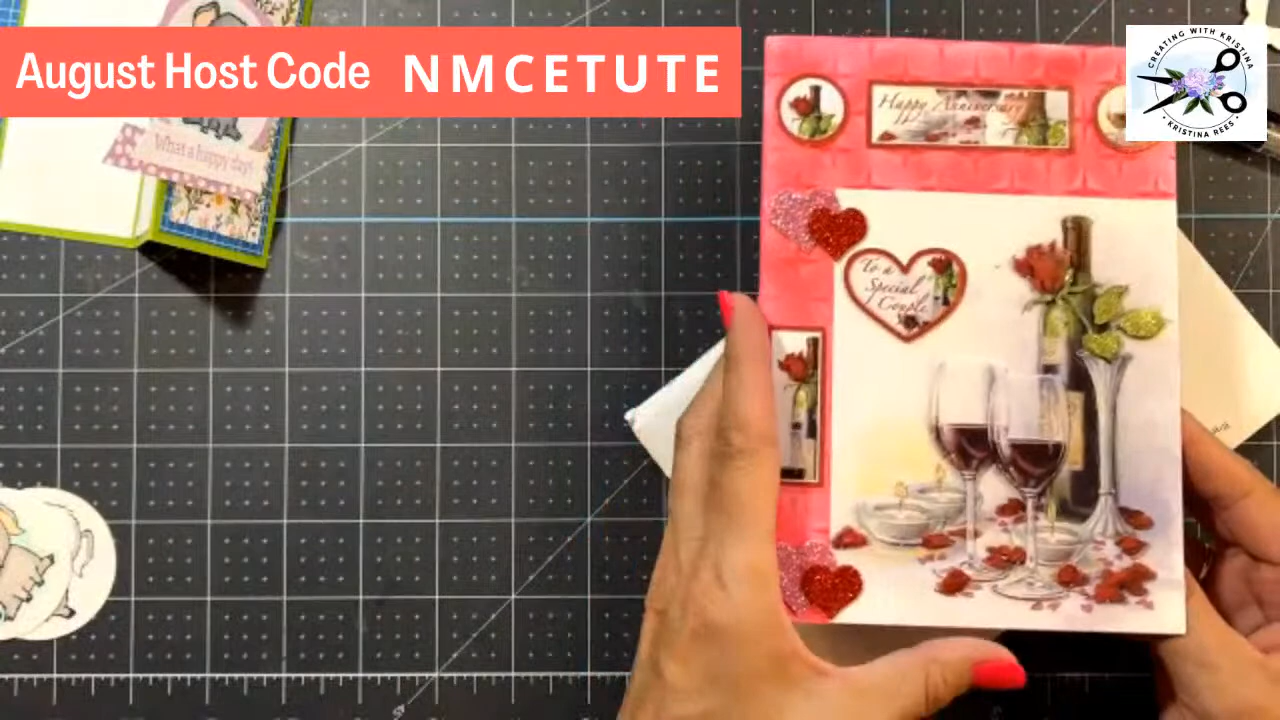 August Host Code NMCETUTE
CREATING WITH KRISTINA
• KRISTINA REES •
What a happy day!
Happy Anniversary
To a
Special
Couple